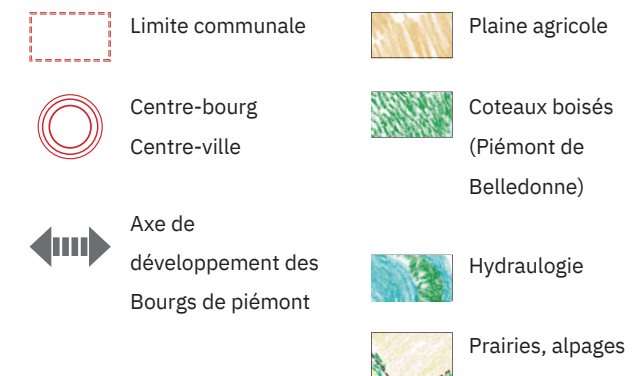 Limite communale
Centre-bourg
Centre-ville
Axe de
développement des
Bourgs de piémont
Plaine agricole
Coteaux boisés
(Piémont de
Belledonne)
Hydraulogie
Prairies, alpages